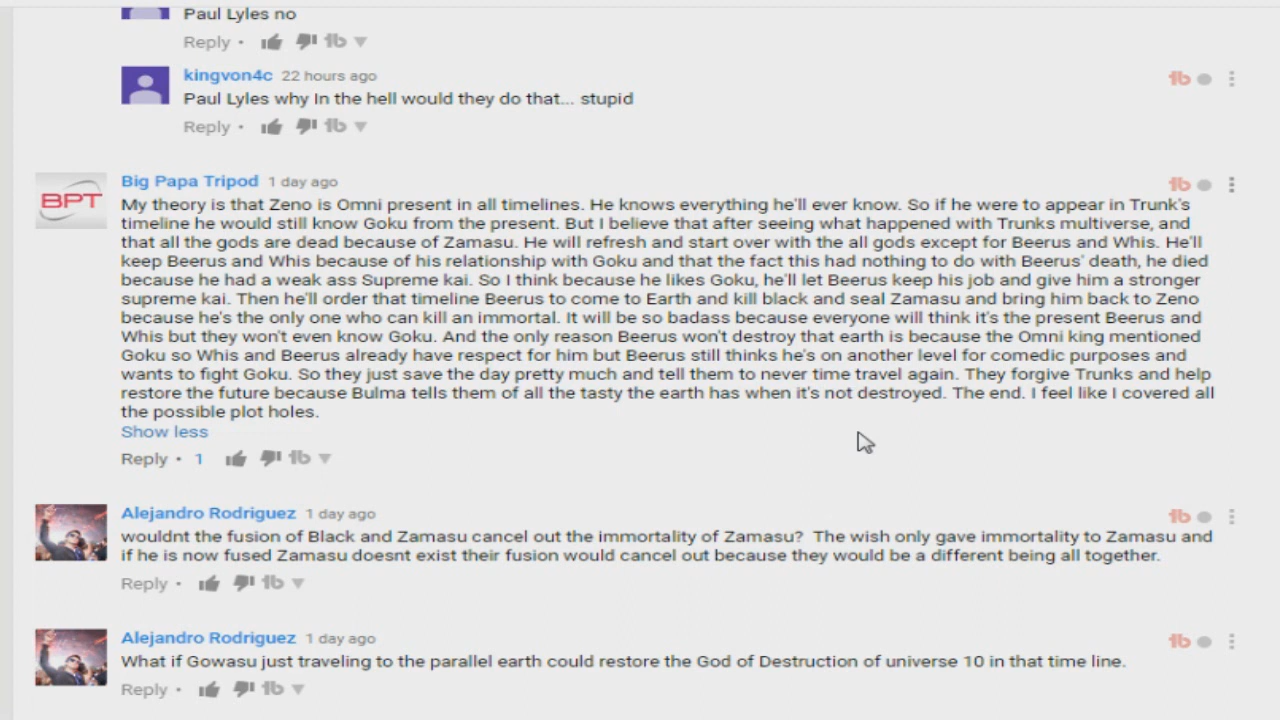 Paul Lyles no
Reply •
kingvon4c 22 hours ago
Paul Lyles why In the hell would they do that... stupid
Reply •
BPT
Big Papa Tripod 1 day ago
My theory is that Zeno is Omni present in all timelines. He knows everything he'll ever know. So if he were to appear in Trunk's
timeline he would still know Goku from the present. But I believe that after seeing what happened with Trunks multiverse, and
that all the gods are dead because of Zamasu. He will refresh and start over with the all gods except for Beerus and Whis. He'll
keep Beerus and Whis because of his relationship with Goku and that the fact this had nothing to do with Beerus' death, he died
because he had a weak ass Supreme kai. So I think because he likes Goku, he'll let Beerus keep his job and give him a stronger
supreme kai. Then he'll order that timeline Beerus to come to Earth and kill black and seal Zamasu and bring him back to Zeno
because he's the only one who can kill an immortal. It will be so badass because everyone will think it's the present Beerus and
Whis but they won't even know Goku. And the only reason Beerus won't destroy that earth is because the Omni king mentioned
Goku so Whis and Beerus already have respect for him but Beerus still thinks he's on another level for comedic purposes and
wants to fight Goku. So they just save the day pretty much and tell them to never time travel again. They forgive Trunks and help
restore the future because Bulma tells them of all the tasty the earth has when it's not destroyed. The end. I feel like I covered all
the possible plot holes.
Show less
Reply • 1
Alejandro Rodriguez 1 day ago
wouldnt the fusion of Black and Zamasu cancel out the immortality of Zamasu? The wish only gave immortality to Zamasu and
if he is now fused Zamasu doesnt exist their fusion would cancel out because they would be a different being all together.
Reply •
Alejandro Rodriguez 1 day ago
What if Gowasu just traveling to the parallel earth could restore the God of Destruction of universe 10 in that time line.
Reply •